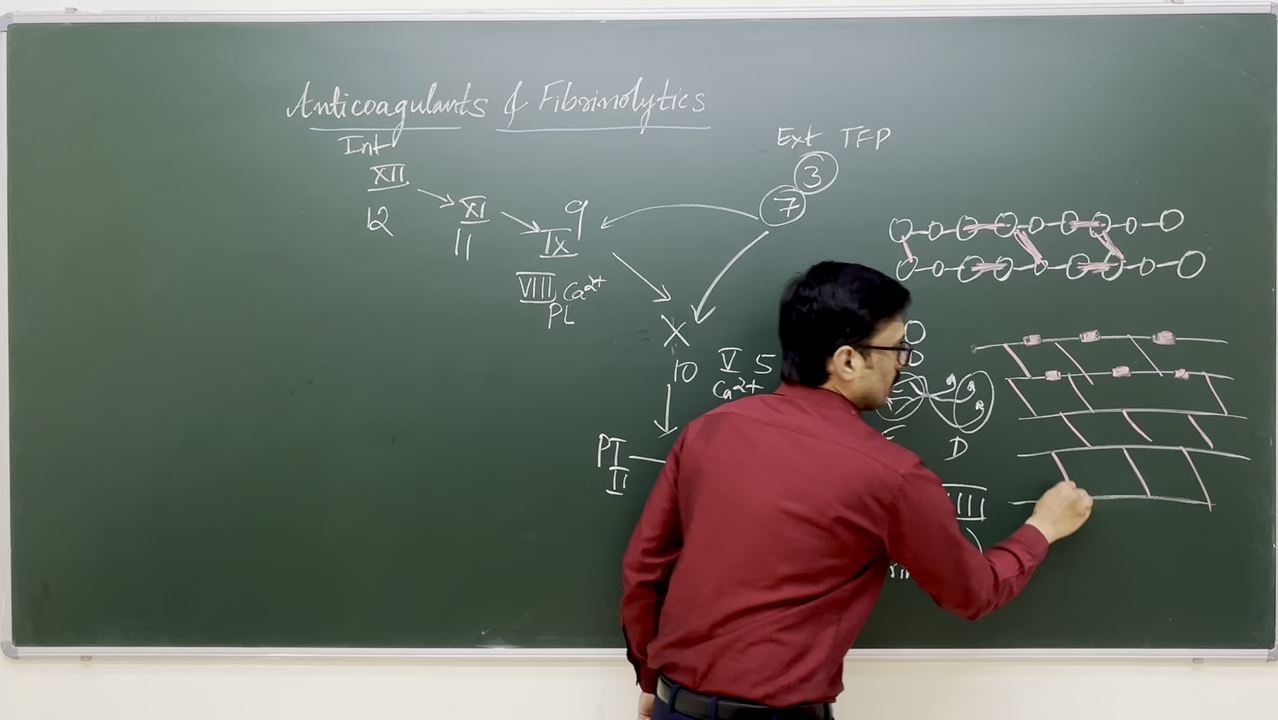 Anticoagulants & Fibrinolytics
Int
Ext TFP
XII
3
12
7
XI
11
9
IX
VIII Ca²⁺
PL
X
10
V 5
Ca²⁺
PT
II
D